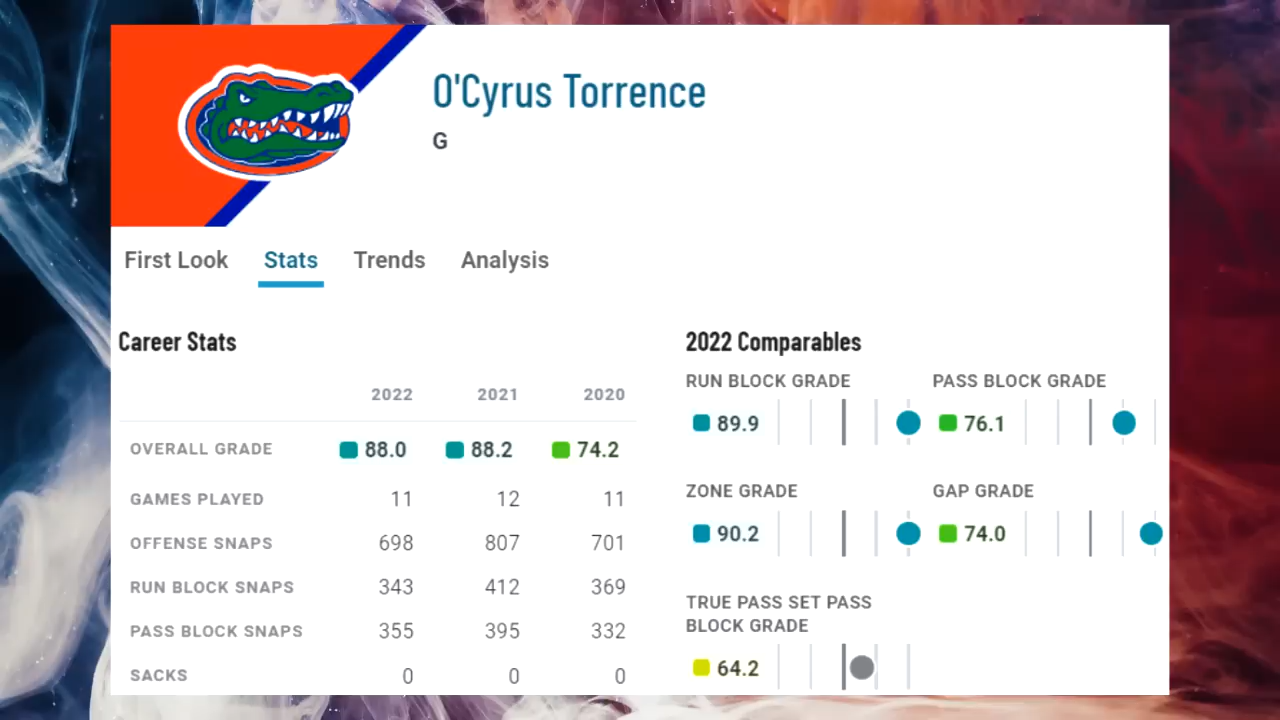 O'Cyrus Torrence
G
First Look Stats Trends Analysis
Career Stats
2022 2021 2020
OVERALL GRADE 88.0 88.2 74.2
GAMES PLAYED 11 12 11
OFFENSE SNAPS 698 807 701
RUN BLOCK SNAPS 343 412 369
PASS BLOCK SNAPS 355 395 332
SACKS 0 0 0
2022 Comparables
RUN BLOCK GRADE PASS BLOCK GRADE
89.9 76.1
ZONE GRADE GAP GRADE
90.2 74.0
TRUE PASS SET PASS
BLOCK GRADE
64.2